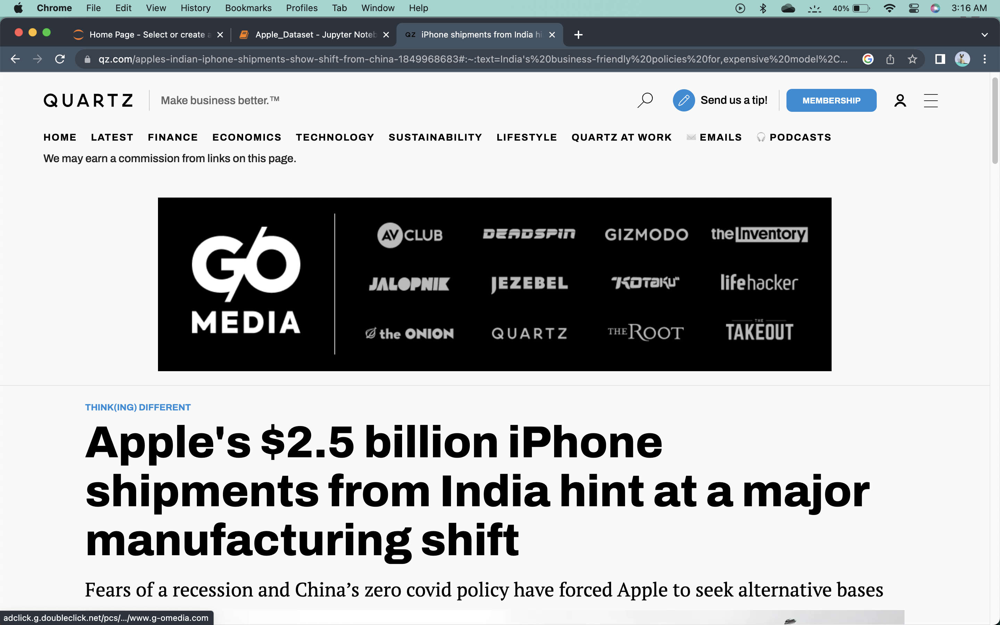 Chrome File Edit View History Bookmarks Profiles Tab Window Help 40% 3:16 AM
Home Page - Select or create a Apple_Dataset - Jupyter Noteb QZ iPhone shipments from India hi
qz.com/apples-indian-iphone-shipments-show-shift-from-china-1849968683#:~:text=India's%20business-friendly%20policies%20for,expensive%20model%2C...
QUARTZ Make business better.™ Send us a tip! MEMBERSHIP
HOME LATEST FINANCE ECONOMICS TECHNOLOGY SUSTAINABILITY LIFESTYLE QUARTZ AT WORK EMAILS PODCASTS
We may earn a commission from links on this page.
G/O MEDIA
AV CLUB DEADSPIN GIZMODO the Inventory
JALOPNIK JEZEBEL KOTAKU lifehacker
the ONION QUARTZ THE ROOT THE TAKEOUT
THINK(ING) DIFFERENT
Apple's $2.5 billion iPhone
shipments from India hint at a major
manufacturing shift
Fears of a recession and China’s zero covid policy have forced Apple to seek alternative bases
adclick.g.doubleclick.net/pcs/.../www.g-omedia.com